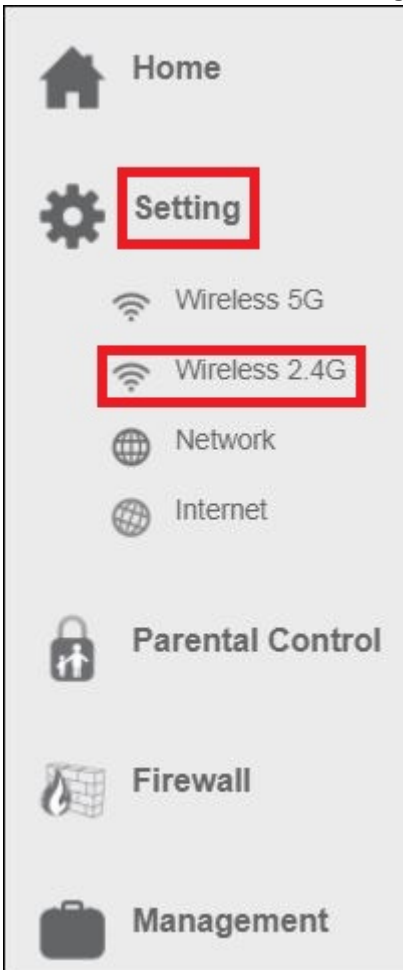 Home
Setting
Wireless 5G
Wireless 2.4G
Network
Internet
Parental Control
Firewall
Management